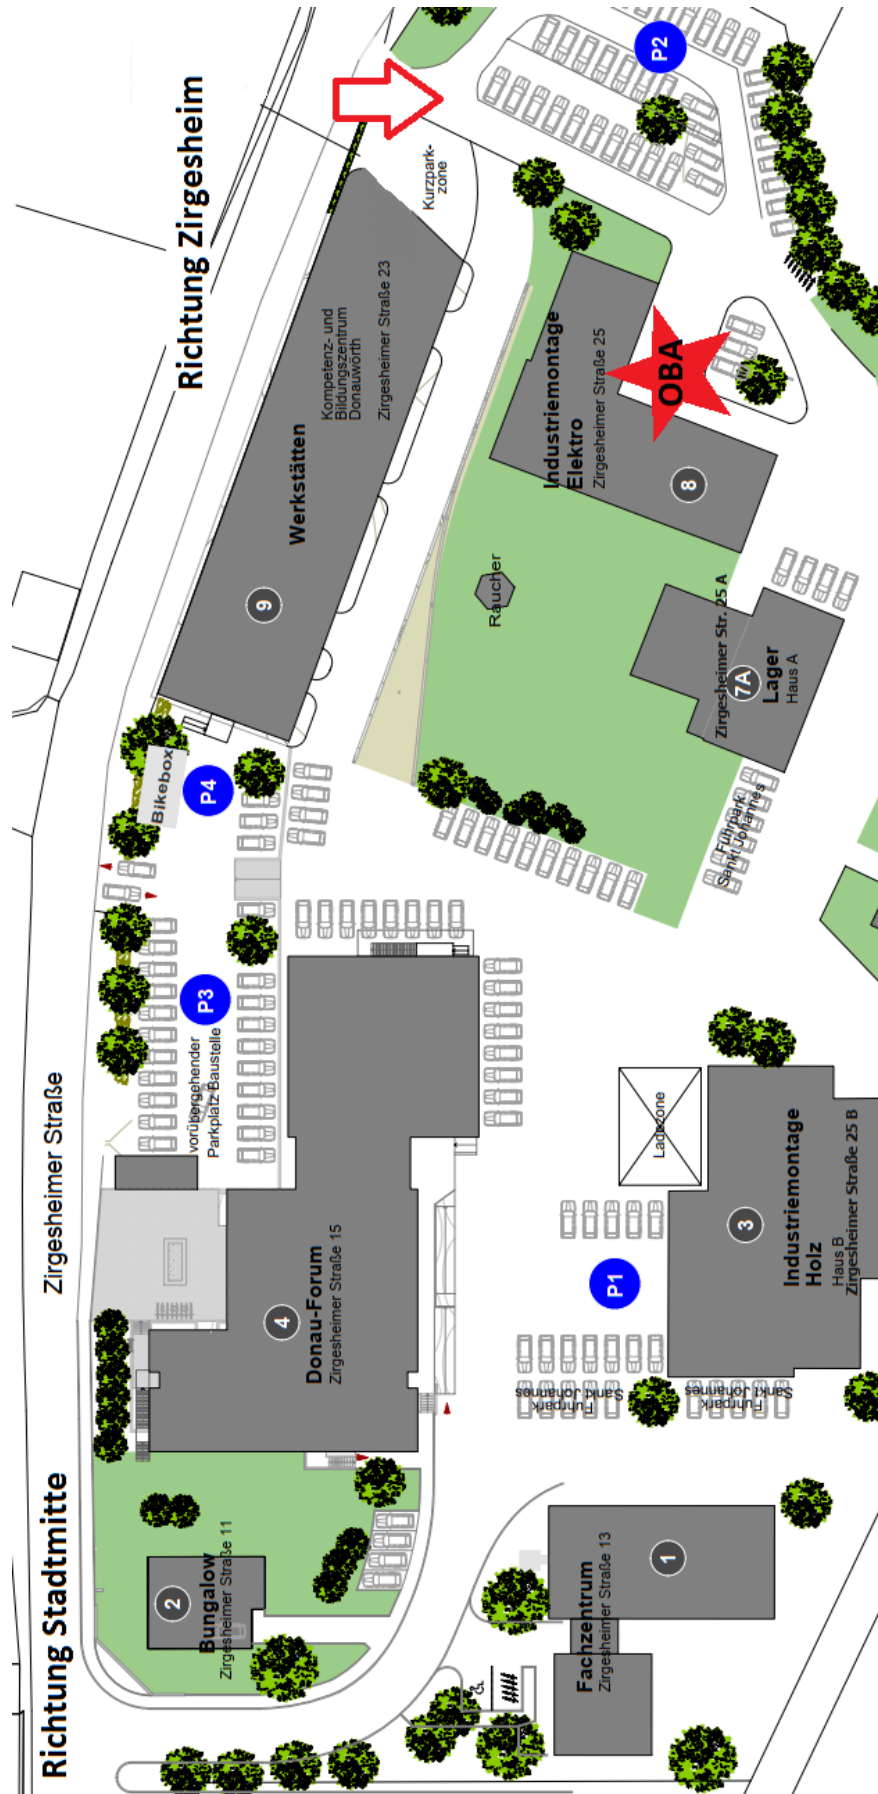 Richtung Stadtmitte
Zirgesheimer Straße
Richtung Zirgesheim
2
Bungalow
Zirgesheimer Straße 11
4
Donau-Forum
Zirgesheimer Straße 15
P3
vorübergehender
Parkplatz Baustelle
P4
Bikebox
9
Werkstätten
Kompetenz- und
Bildungszentrum
Donauwörth
Zirgesheimer Straße 23
Kurzpark-
zone
P2
Raucher
Industriemontage
Elektro
Zirgesheimer Straße 25
8
OBA
Zirgesheimer Str. 25 A
7A
Lager
Haus A
Fuhrpark
Sankt Johannes
Ladezone
P1
3
Industriemontage
Holz
Haus B
Zirgesheimer Straße 25 B
Fuhrpark
Sankt
Johannes
Fuhrpark
Sankt
Johannes
1
Fachzentrum
Zirgesheimer Straße 13